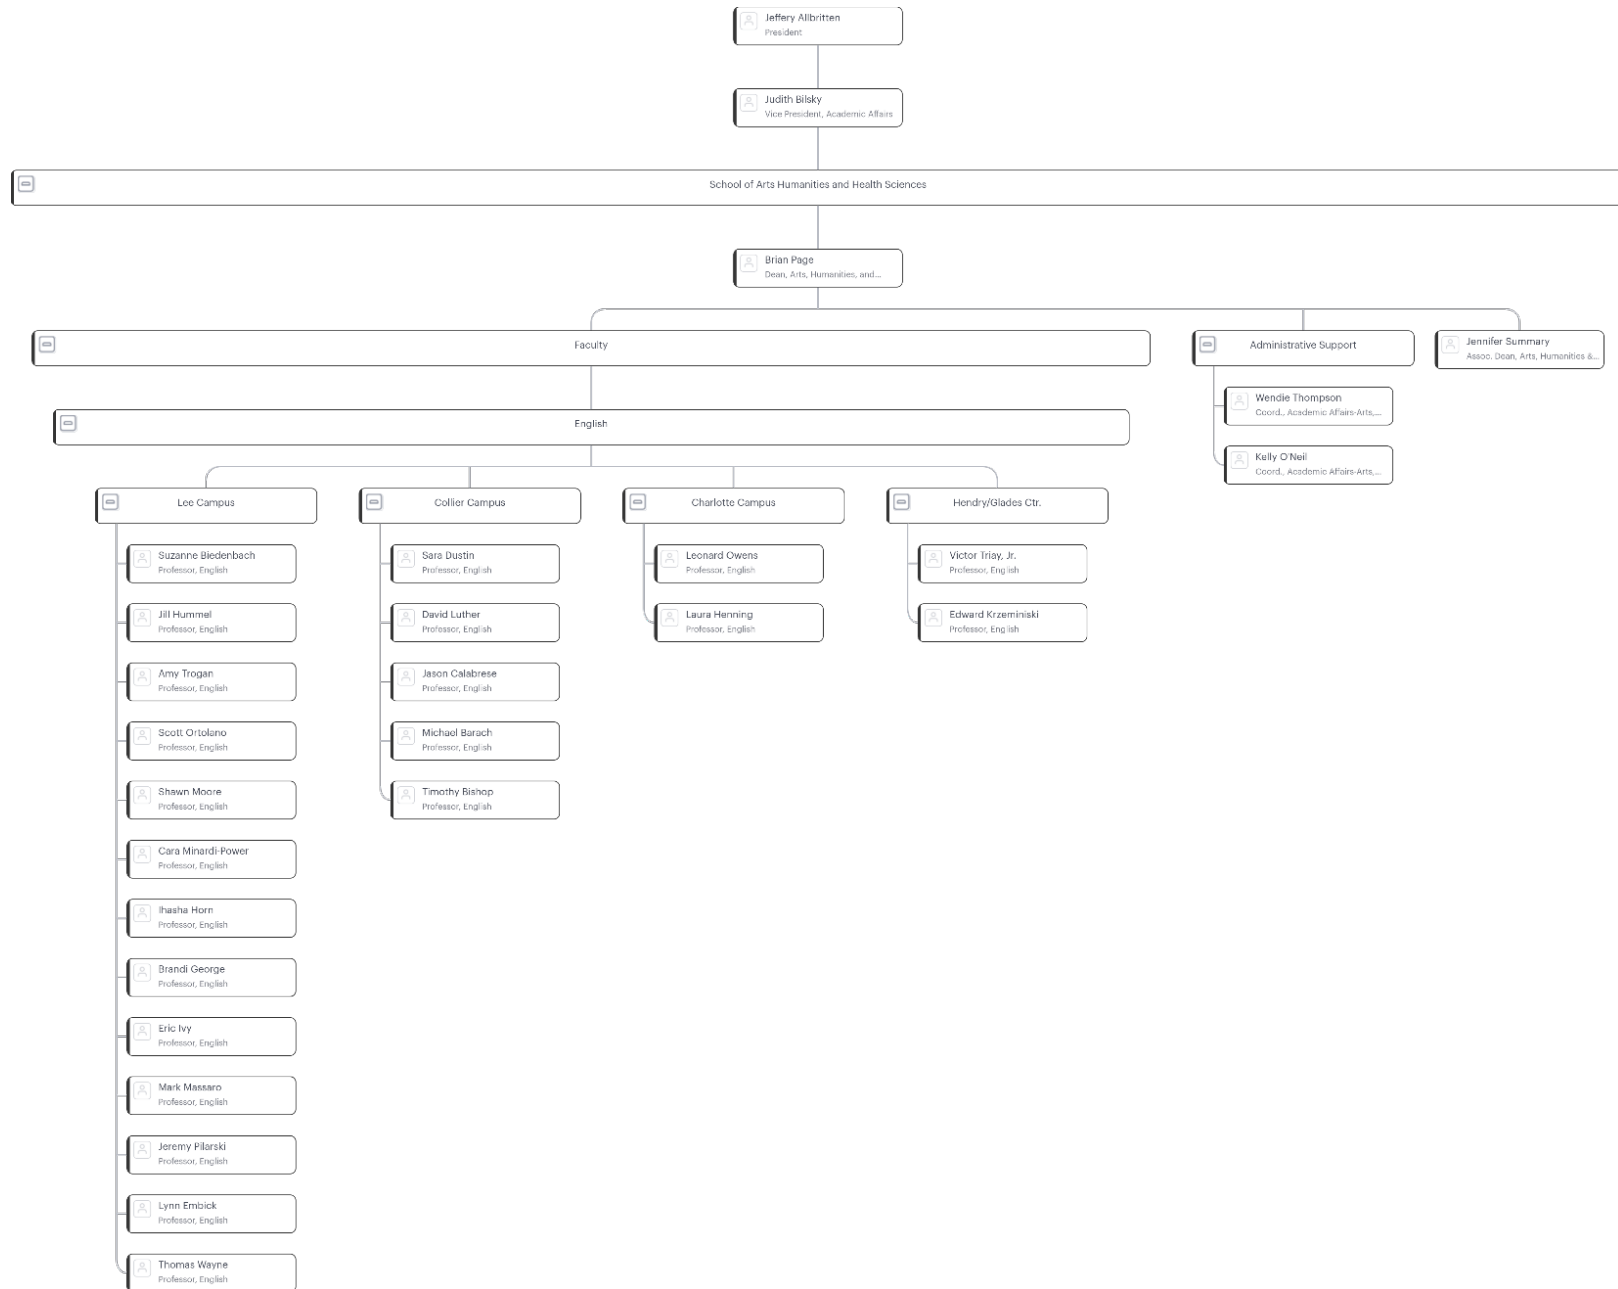 Jeffery Allbritten
President
Judith Bilsky
Vice President, Academic Affairs
School of Arts Humanities and Health Sciences
Brian Page
Dean, Arts, Humanities, and...
Faculty
Administrative Support
Jennifer Summary
Assoc. Dean, Arts, Humanities &...
Wendie Thompson
Coord., Academic Affairs-Arts,...
Kelly O'Neil
Coord., Academic Affairs-Arts,...
English
Lee Campus
Suzanne Biedenbach
Professor, English
Jill Hummel
Professor, English
Amy Trogan
Professor, English
Scott Ortolano
Professor, English
Shawn Moore
Professor, English
Cara Minardi-Power
Professor, English
Ihasha Horn
Professor, English
Brandi George
Professor, English
Eric Ivy
Professor, English
Mark Massaro
Professor, English
Jeremy Pilarski
Professor, English
Lynn Embick
Professor, English
Thomas Wayne
Professor, English
Collier Campus
Sara Dustin
Professor, English
David Luther
Professor, English
Jason Calabrese
Professor, English
Michael Barach
Professor, English
Timothy Bishop
Professor, English
Charlotte Campus
Leonard Owens
Professor, English
Laura Henning
Professor, English
Hendry/Glades Ctr.
Victor Triay, Jr.
Professor, English
Edward Krzeminiski
Professor, English